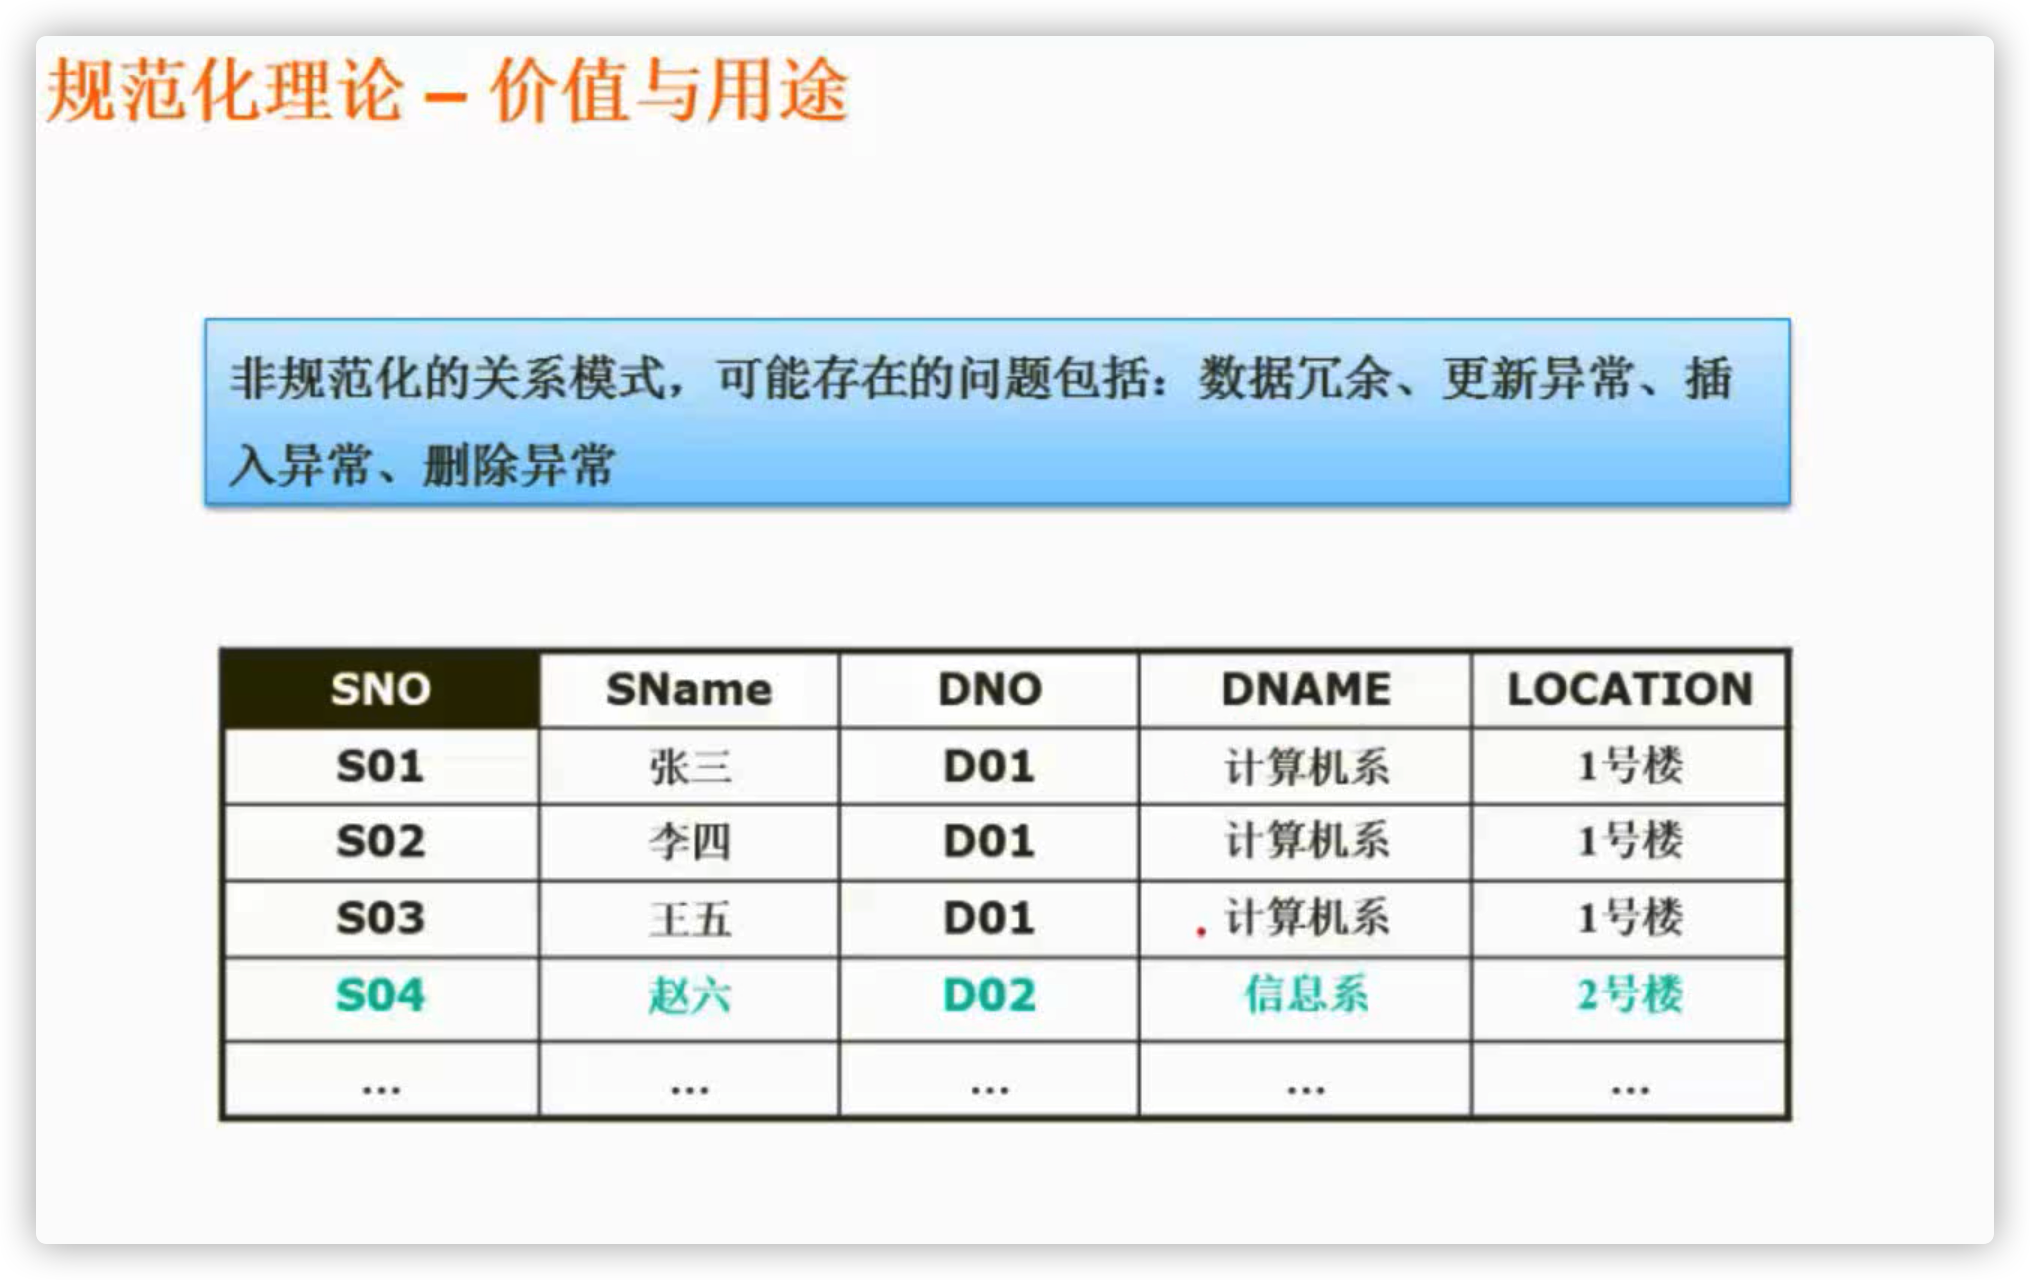 规范化理论 – 价值与用途
非规范化的关系模式，可能存在的问题包括：数据冗余、更新异常、插
入异常、删除异常
SNO SName DNO DNAME LOCATION
S01 张三 D01 计算机系 1号楼
S02 李四 D01 计算机系 1号楼
S03 王五 D01 计算机系 1号楼
S04 赵六 D02 信息系 2号楼
... ... ... ... ...